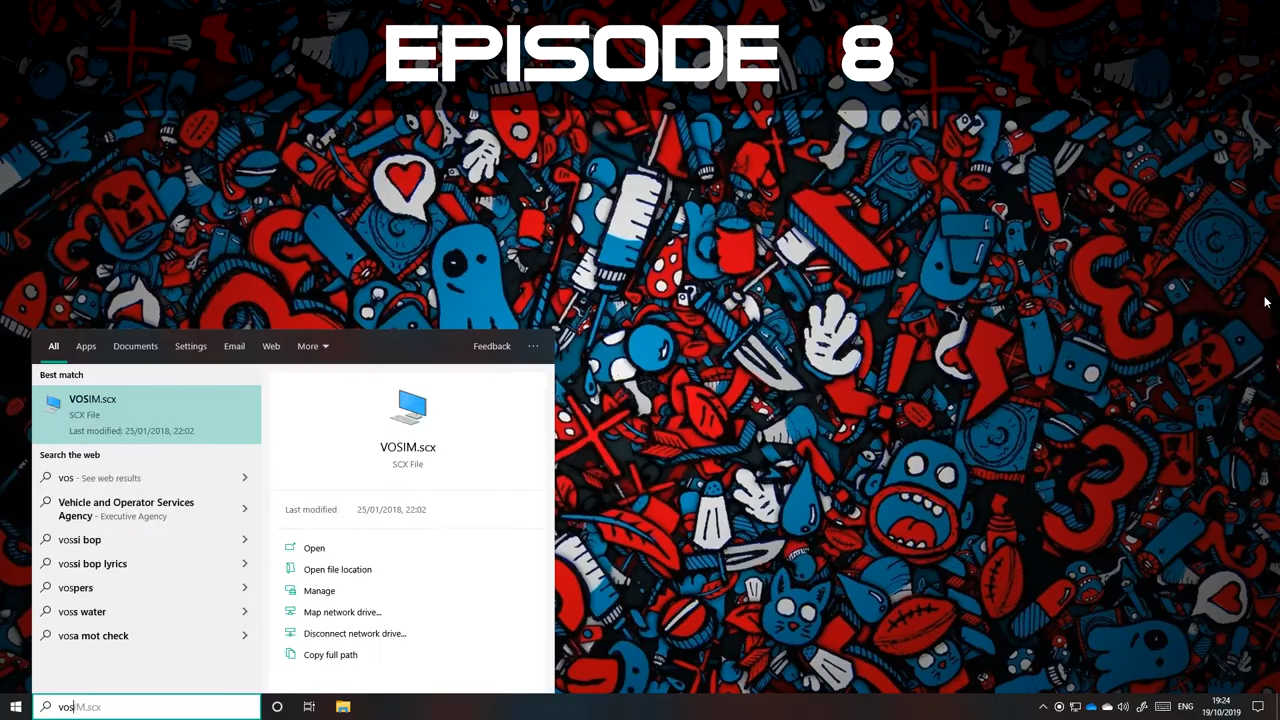 EPISODE 8
All Apps Documents Settings Email Web More Feedback ...
Best match
VOSIM.scx
SCX File
Last modified: 25/01/2018, 22:02
Search the web
vos - See web results
Vehicle and Operator Services
Agency - Executive Agency
vossi bop
vossi bop lyrics
vospers
voss water
vosa mot check
VOSIM.scx
SCX File
Last modified 25/01/2018, 22:02
Open
Open file location
Manage
Map network drive...
Disconnect network drive...
Copy full path
vosIM.scx
ENG
19:24
19/10/2019